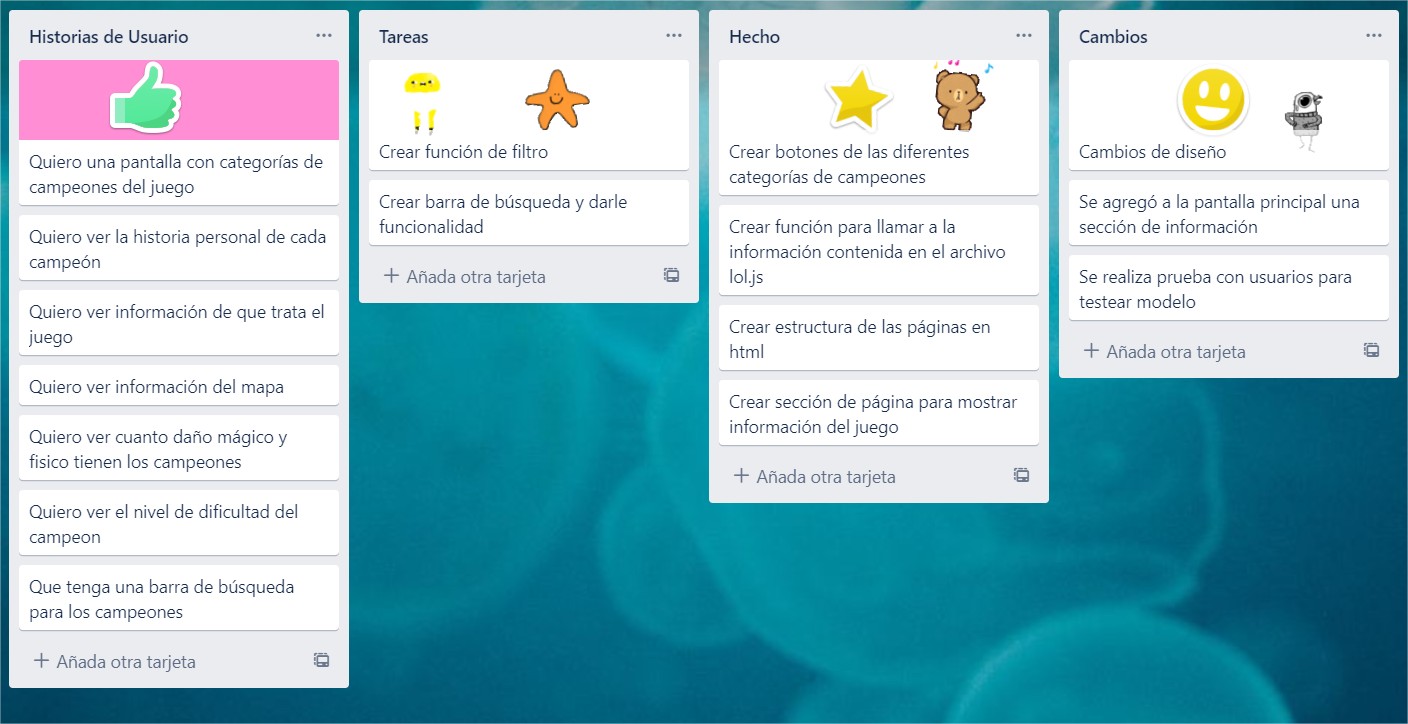 Historias de Usuario
Quiero una pantalla con categorías de
campeones del juego
Quiero ver la historia personal de cada
campeón
Quiero ver información de que trata el
juego
Quiero ver información del mapa
Quiero ver cuanto daño mágico y
fisico tienen los campeones
Quiero ver el nivel de dificultad del
campeon
Que tenga una barra de búsqueda
para los campeones
+ Añada otra tarjeta
Tareas
Crear función de filtro
Crear barra de búsqueda y darle
funcionalidad
+ Añada otra tarjeta
Hecho
Crear botones de las diferentes
categorías de campeones
Crear función para llamar a la
información contenida en el archivo
lol.js
Crear estructura de las páginas en
html
Crear sección de página para mostrar
información del juego
+ Añada otra tarjeta
Cambios
Cambios de diseño
Se agregó a la pantalla principal una
sección de información
Se realiza prueba con usuarios para
testear modelo
+ Añada otra tarjeta